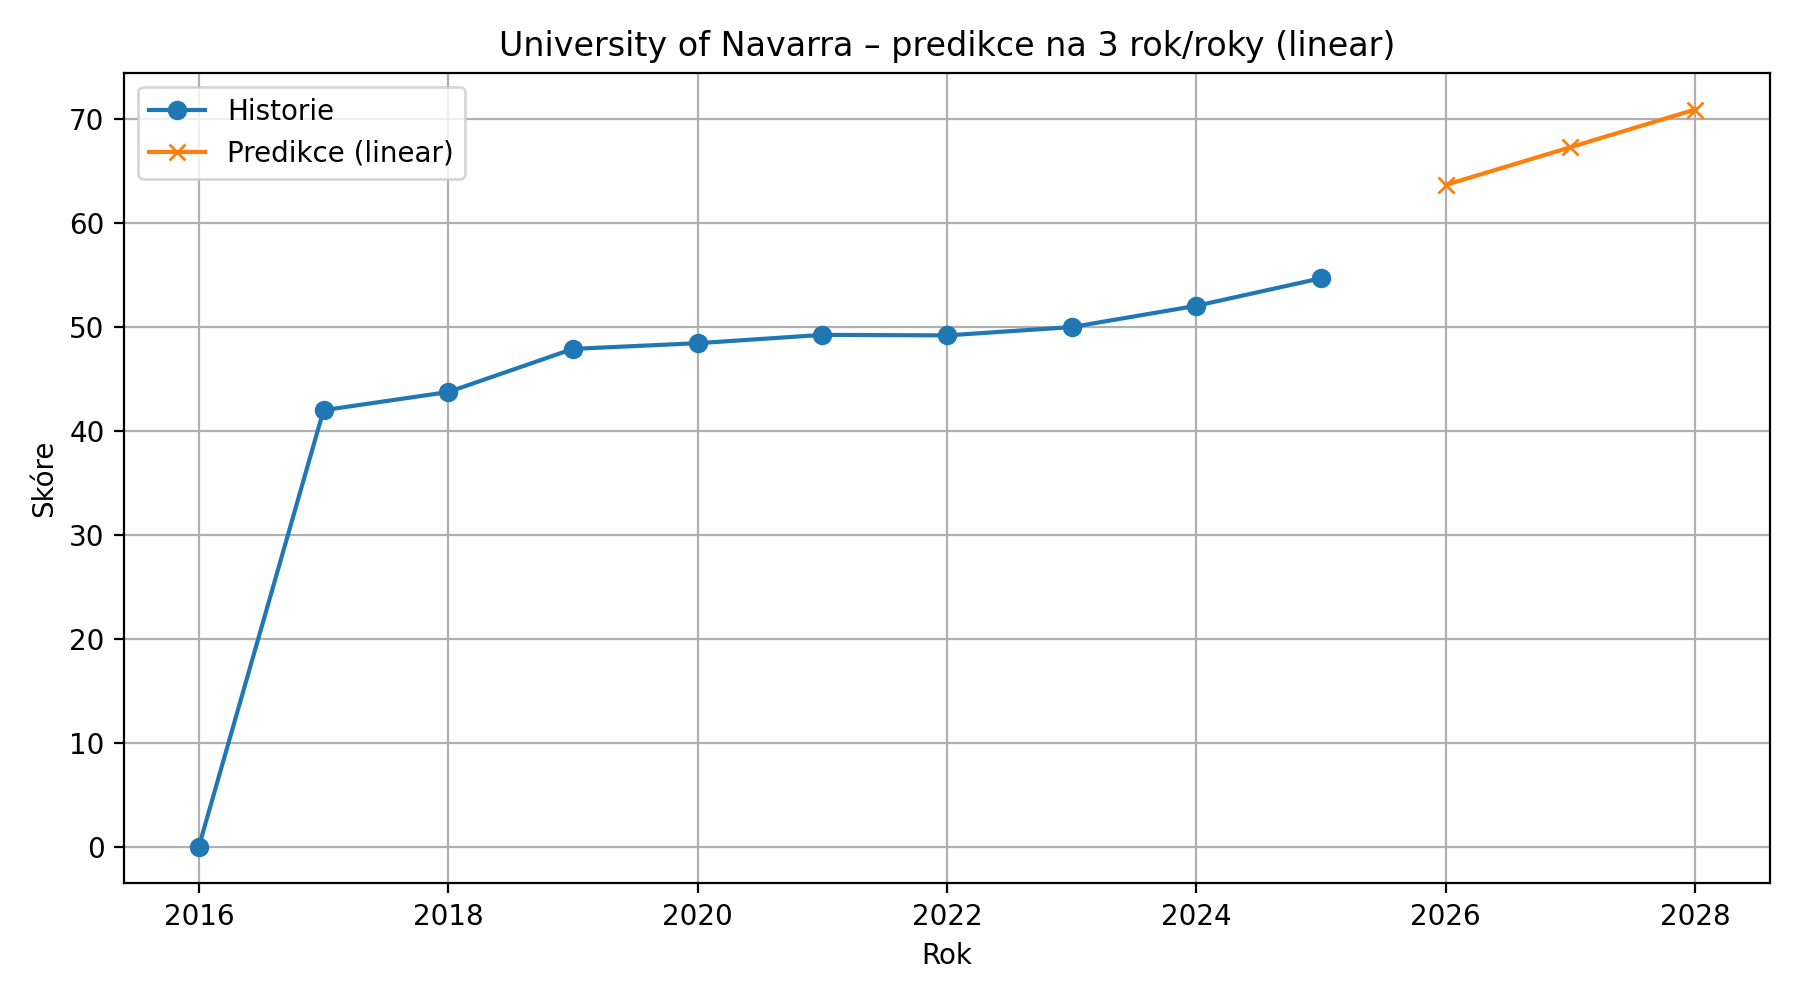 University of Navarra – predikce na 3 rok/roky (linear)
Historie
Predikce (linear)
70
60
50
40
30
20
10
0
Skóre
2016 2018 2020 2022 2024 2026 2028
Rok